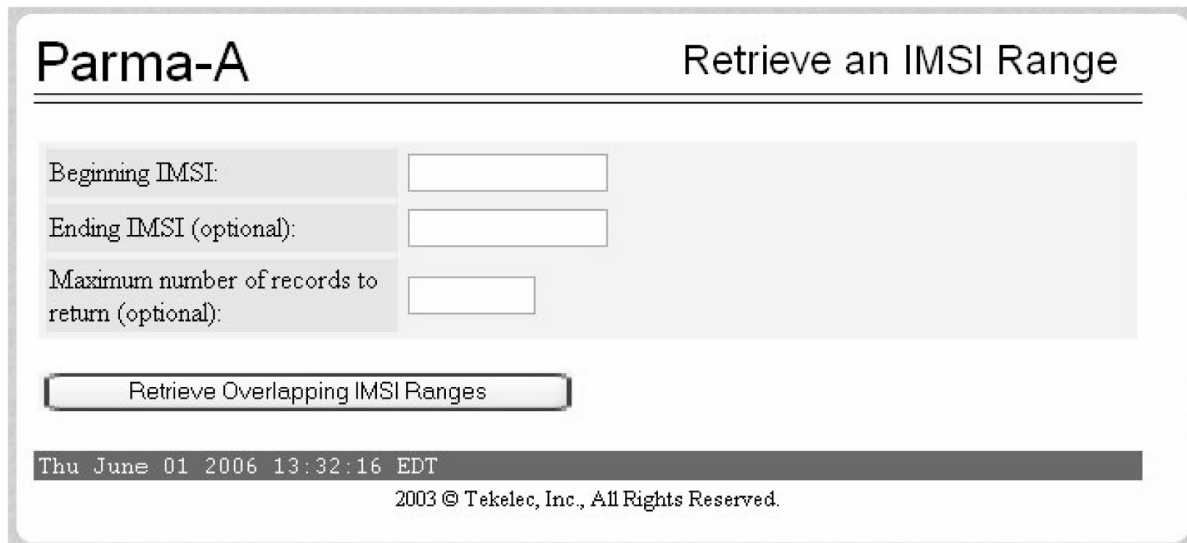 Parma-A
Retrieve an IMSI Range
Beginning IMSI:
Ending IMSI (optional):
Maximum number of records to
return (optional):
Retrieve Overlapping IMSI Ranges
Thu June 01 2006 13:32:16 EDT
2003 © Tekelec, Inc., All Rights Reserved.